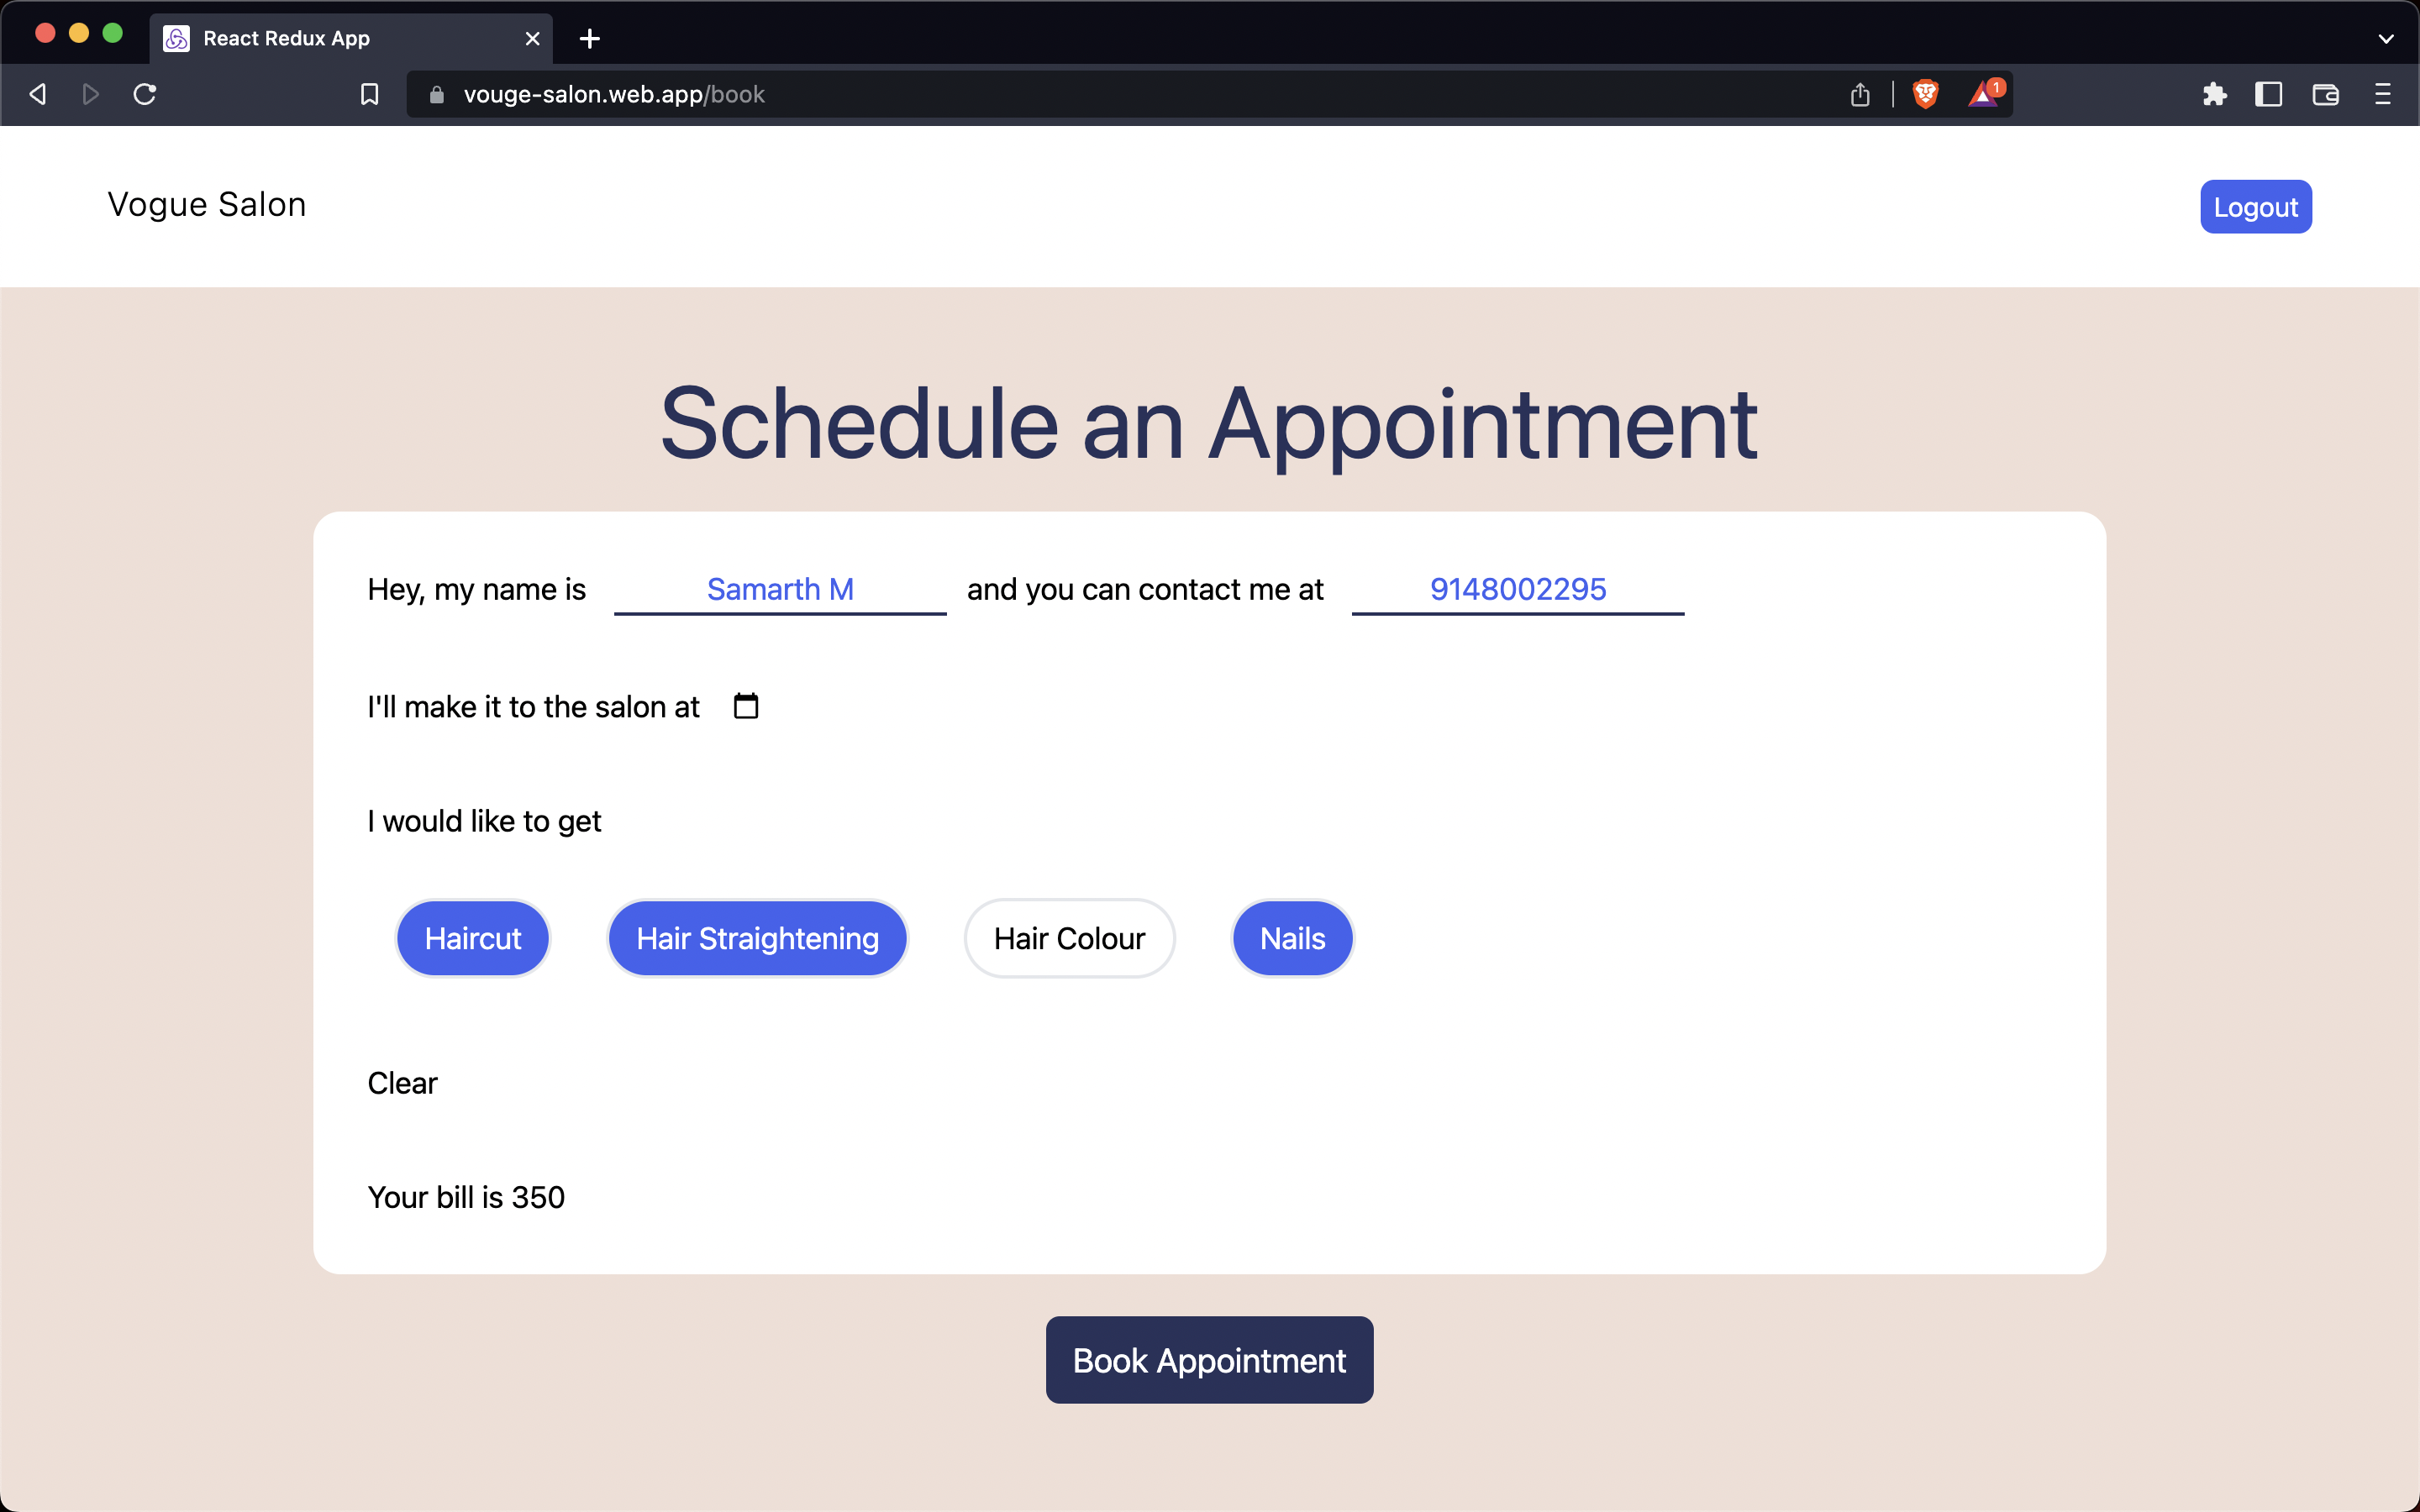 React Redux App
vouge-salon.web.app/book
1
Vogue Salon
Logout
Schedule an Appointment
Hey, my name is Samarth M and you can contact me at 9148002295
I'll make it to the salon at
I would like to get
Haircut Hair Straightening Hair Colour Nails
Clear
Your bill is 350
Book Appointment